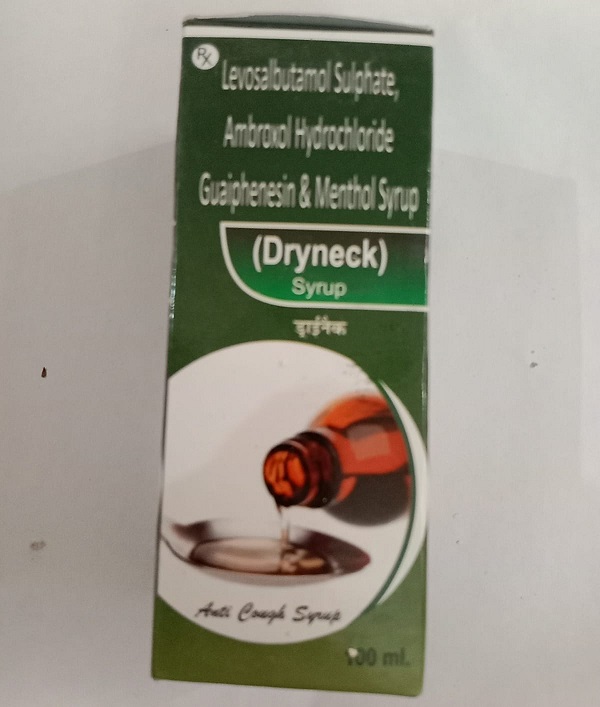 Rx
Levosalbutamol Sulphate,
Ambroxol Hydrochloride
Guaiphenesin & Menthol Syrup
(Dryneck)
Syrup
ड्राईनैक
Anti Cough Syrup
100 ml.